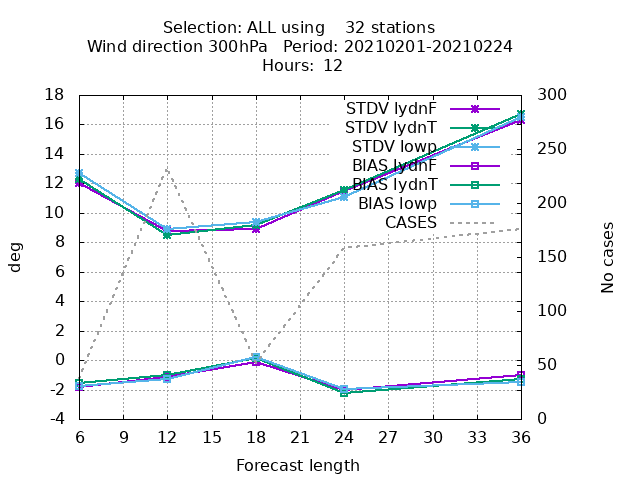 Selection: ALL using    32 stations
Wind direction 300hPa   Period: 20210201-20210224
Hours:  12
STDV lydnF
STDV lydnT
STDV lowp
BIAS lydnF
BIAS lydnT
BIAS lowp
CASES
18
16
14
12
10
8
6
4
2
0
-2
-4
deg
300
250
200
150
100
50
0
No cases
6 9 12 15 18 21 24 27 30 33 36
Forecast length